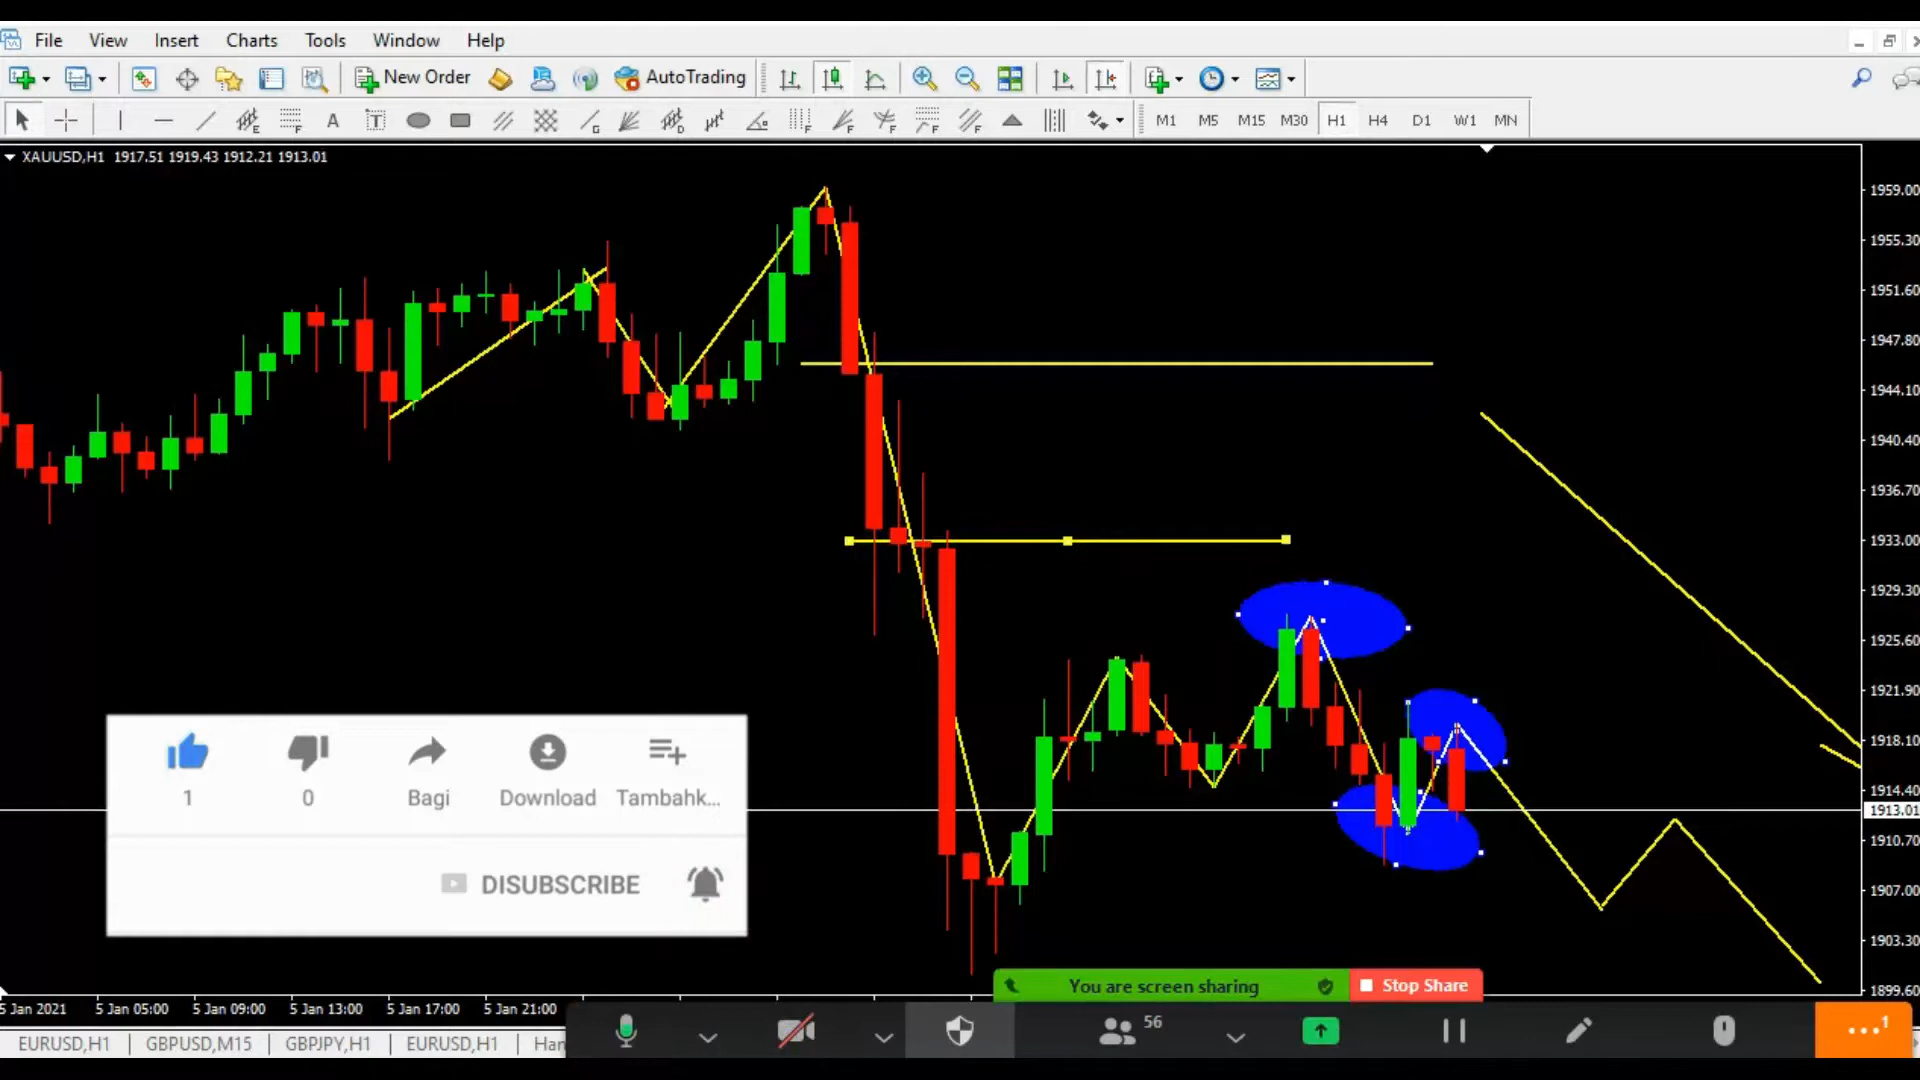 File View Insert Charts Tools Window Help
New Order AutoTrading
E F A T G F D F F F F F M1 M5 M15 M30 H1 H4 D1 W1 MN
XAUUSD,H1 1917.51 1919.43 1912.21 1913.01
1959.00
1955.30
1951.60
1947.80
1944.10
1940.40
1936.70
1933.00
1929.30
1925.60
1921.90
1918.10
1914.40
1913.01
1910.70
1907.00
1903.30
1899.60
1 0 Bagi Download Tambahk...
DISUBSCRIBE
You are screen sharing Stop Share
5 Jan 2021 5 Jan 05:00 5 Jan 09:00 5 Jan 13:00 5 Jan 17:00 5 Jan 21:00
56 1
EURUSD,H1 GBPUSD,M15 GBPJPY,H1 EURUSD,H1 Han